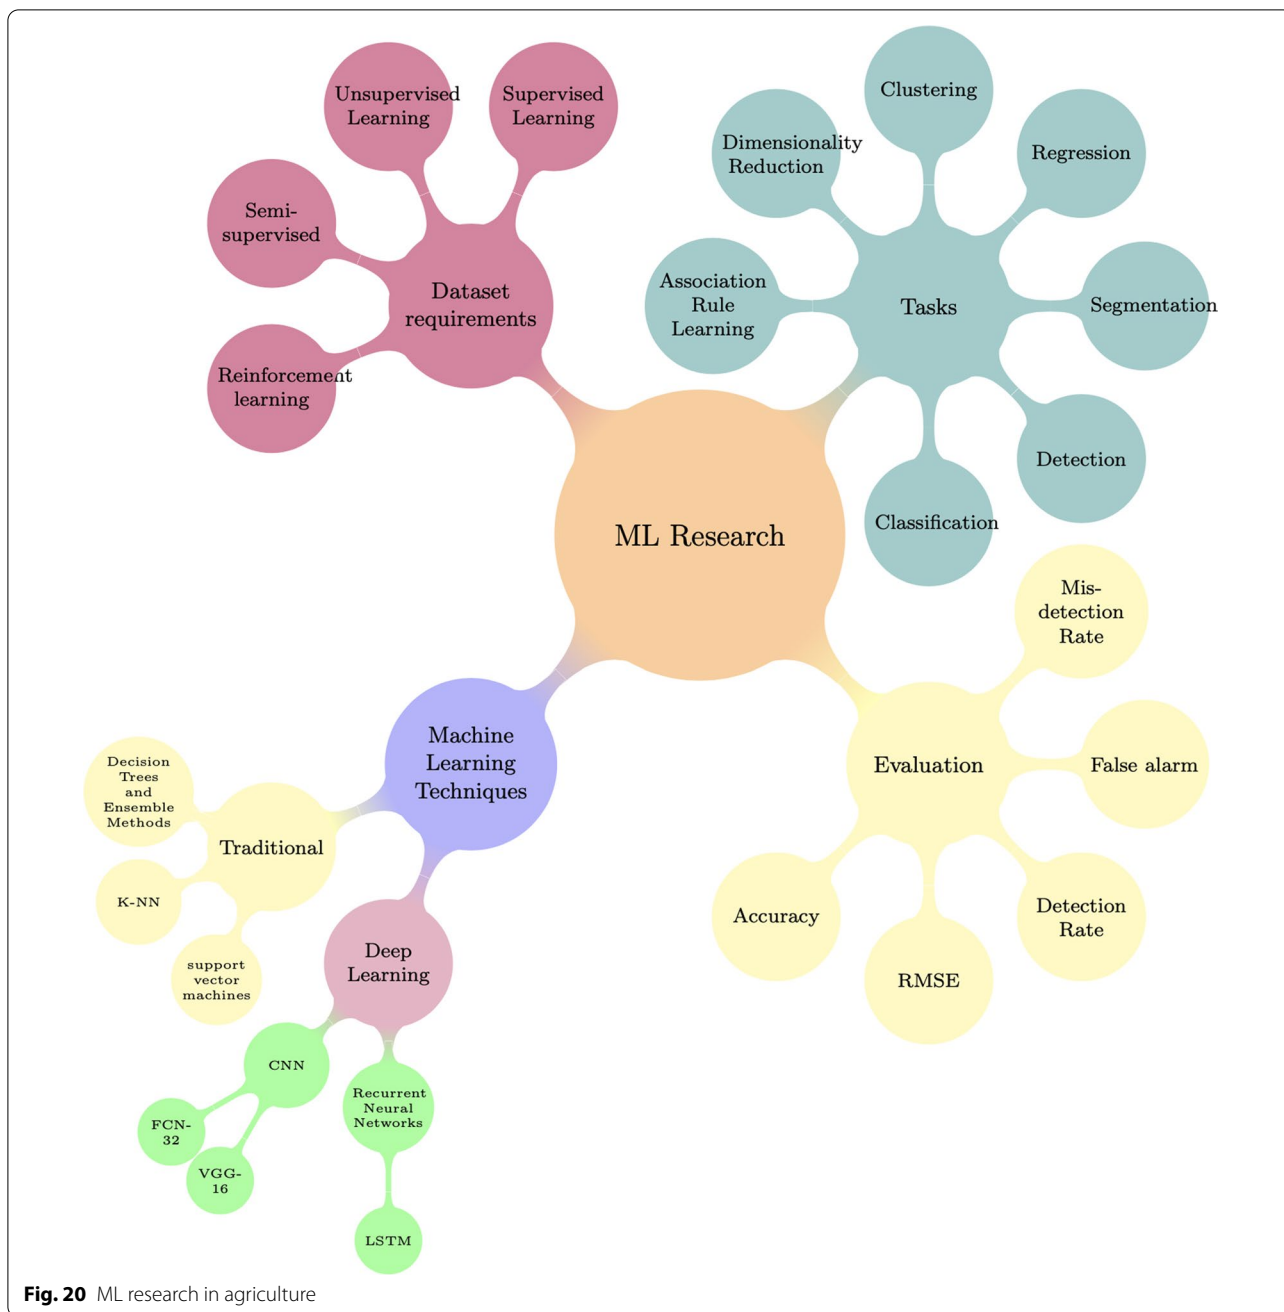 Unsupervised
Learning
Supervised
Learning
Semi-
supervised
Reinforcement
learning
Dataset
requirements
Clustering
Dimensionality
Reduction
Regression
Association
Rule
Learning
Tasks
Segmentation
Detection
Classification
ML Research
Mis-
detection
Rate
Evaluation
False alarm
Accuracy
RMSE
Detection
Rate
Machine
Learning
Techniques
Decision
Trees
and
Ensemble
Methods
Traditional
K-NN
support
vector
machines
Deep
Learning
CNN
Recurrent
Neural
Networks
FCN-
32
VGG-
16
LSTM
Fig. 20 ML research in agriculture